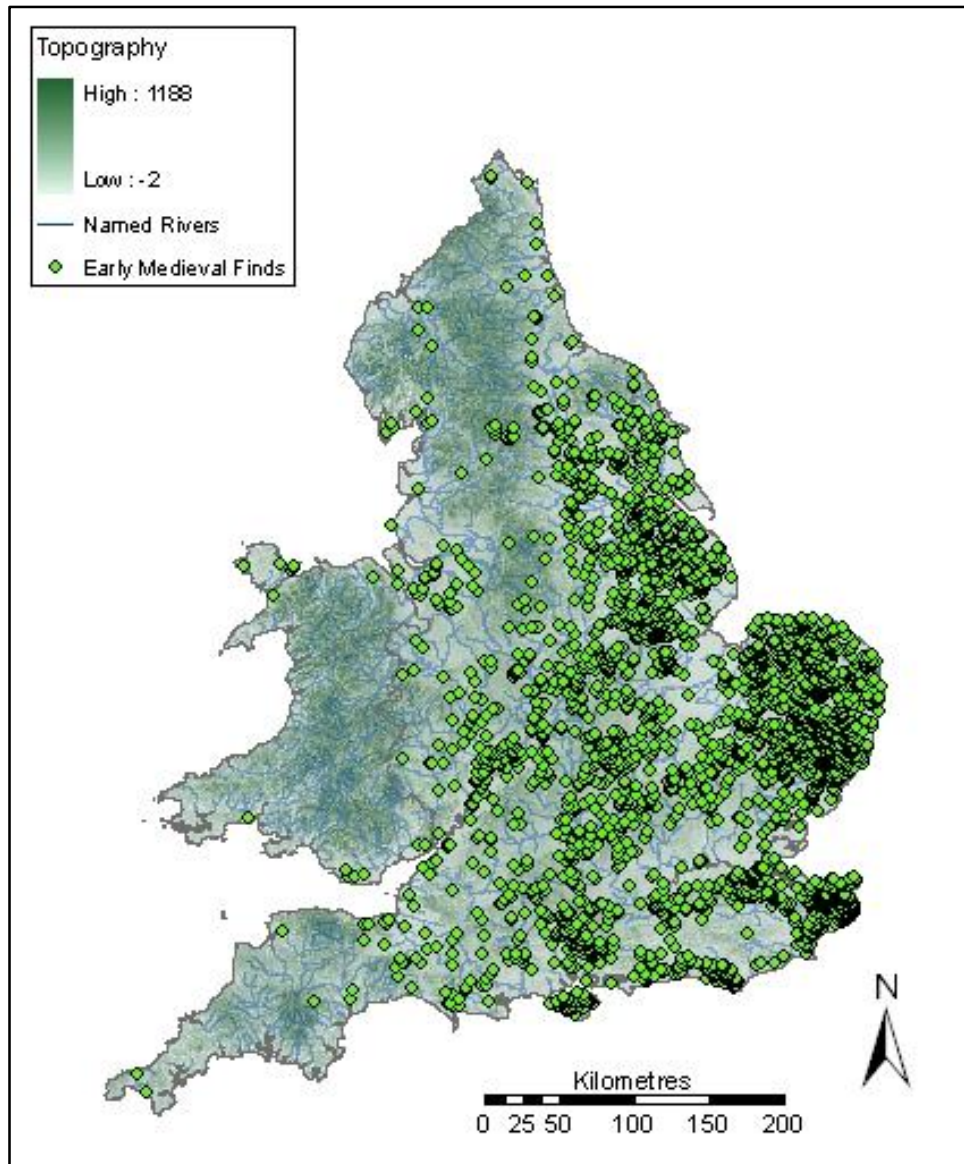 Topography
High : 1188
Low : -2
Named Rivers
Early Medieval Finds
N
Kilometres
0 25 50 100 150 200